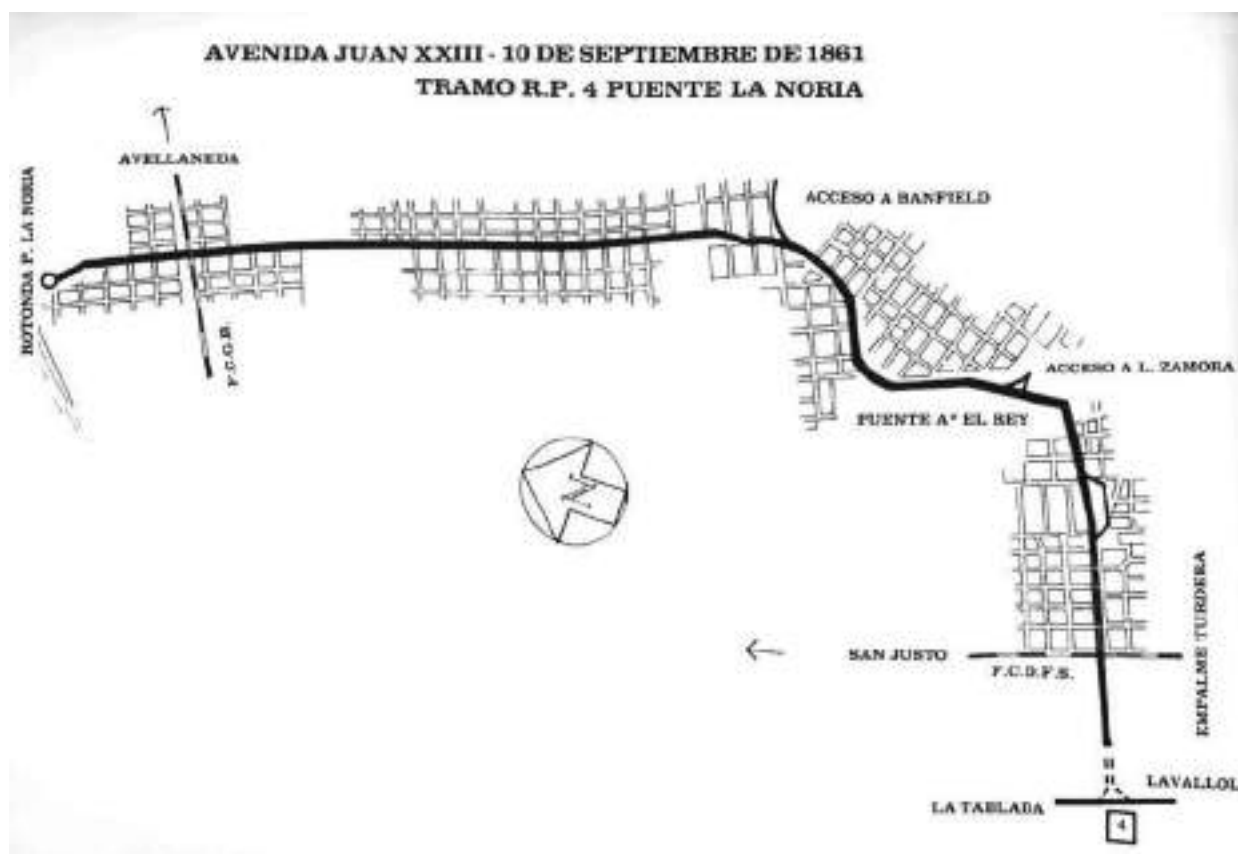 AVENIDA JUAN XXIII - 10 DE SEPTIEMBRE DE 1861
TRAMO R.P. 4 PUENTE LA NORIA
AVELLANEDA
ROTONDA P. LA NORIA
F.C.G.B.
ACCESO A BANFIELD
ACCESO A L. ZAMORA
PUENTE A° EL REY
N
SAN JUSTO
F.C.D.F.S.
EMPALME TURDERA
LAVALLOL
LA TABLADA
4